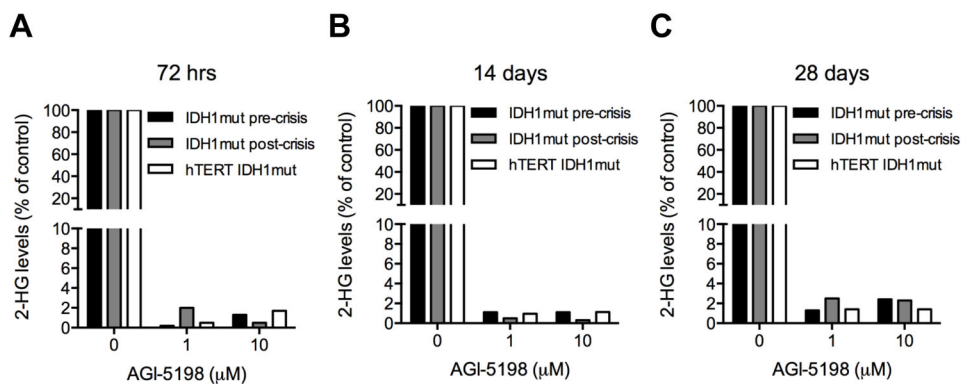 A
72 hrs
2-HG levels (% of control)
100
80
60
40
20
10
8
6
4
2
0
IDH1mut pre-crisis
IDH1mut post-crisis
hTERT IDH1mut
0 1 10
AGI-5198 (μM)
B
14 days
2-HG levels (% of control)
100
80
60
40
20
10
8
6
4
2
0
IDH1mut pre-crisis
IDH1mut post-crisis
hTERT IDH1mut
0 1 10
AGI-5198 (μM)
C
28 days
2-HG levels (% of control)
100
80
60
40
20
10
8
6
4
2
0
IDH1mut pre-crisis
IDH1mut post-crisis
hTERT IDH1mut
0 1 10
AGI-5198 (μM)